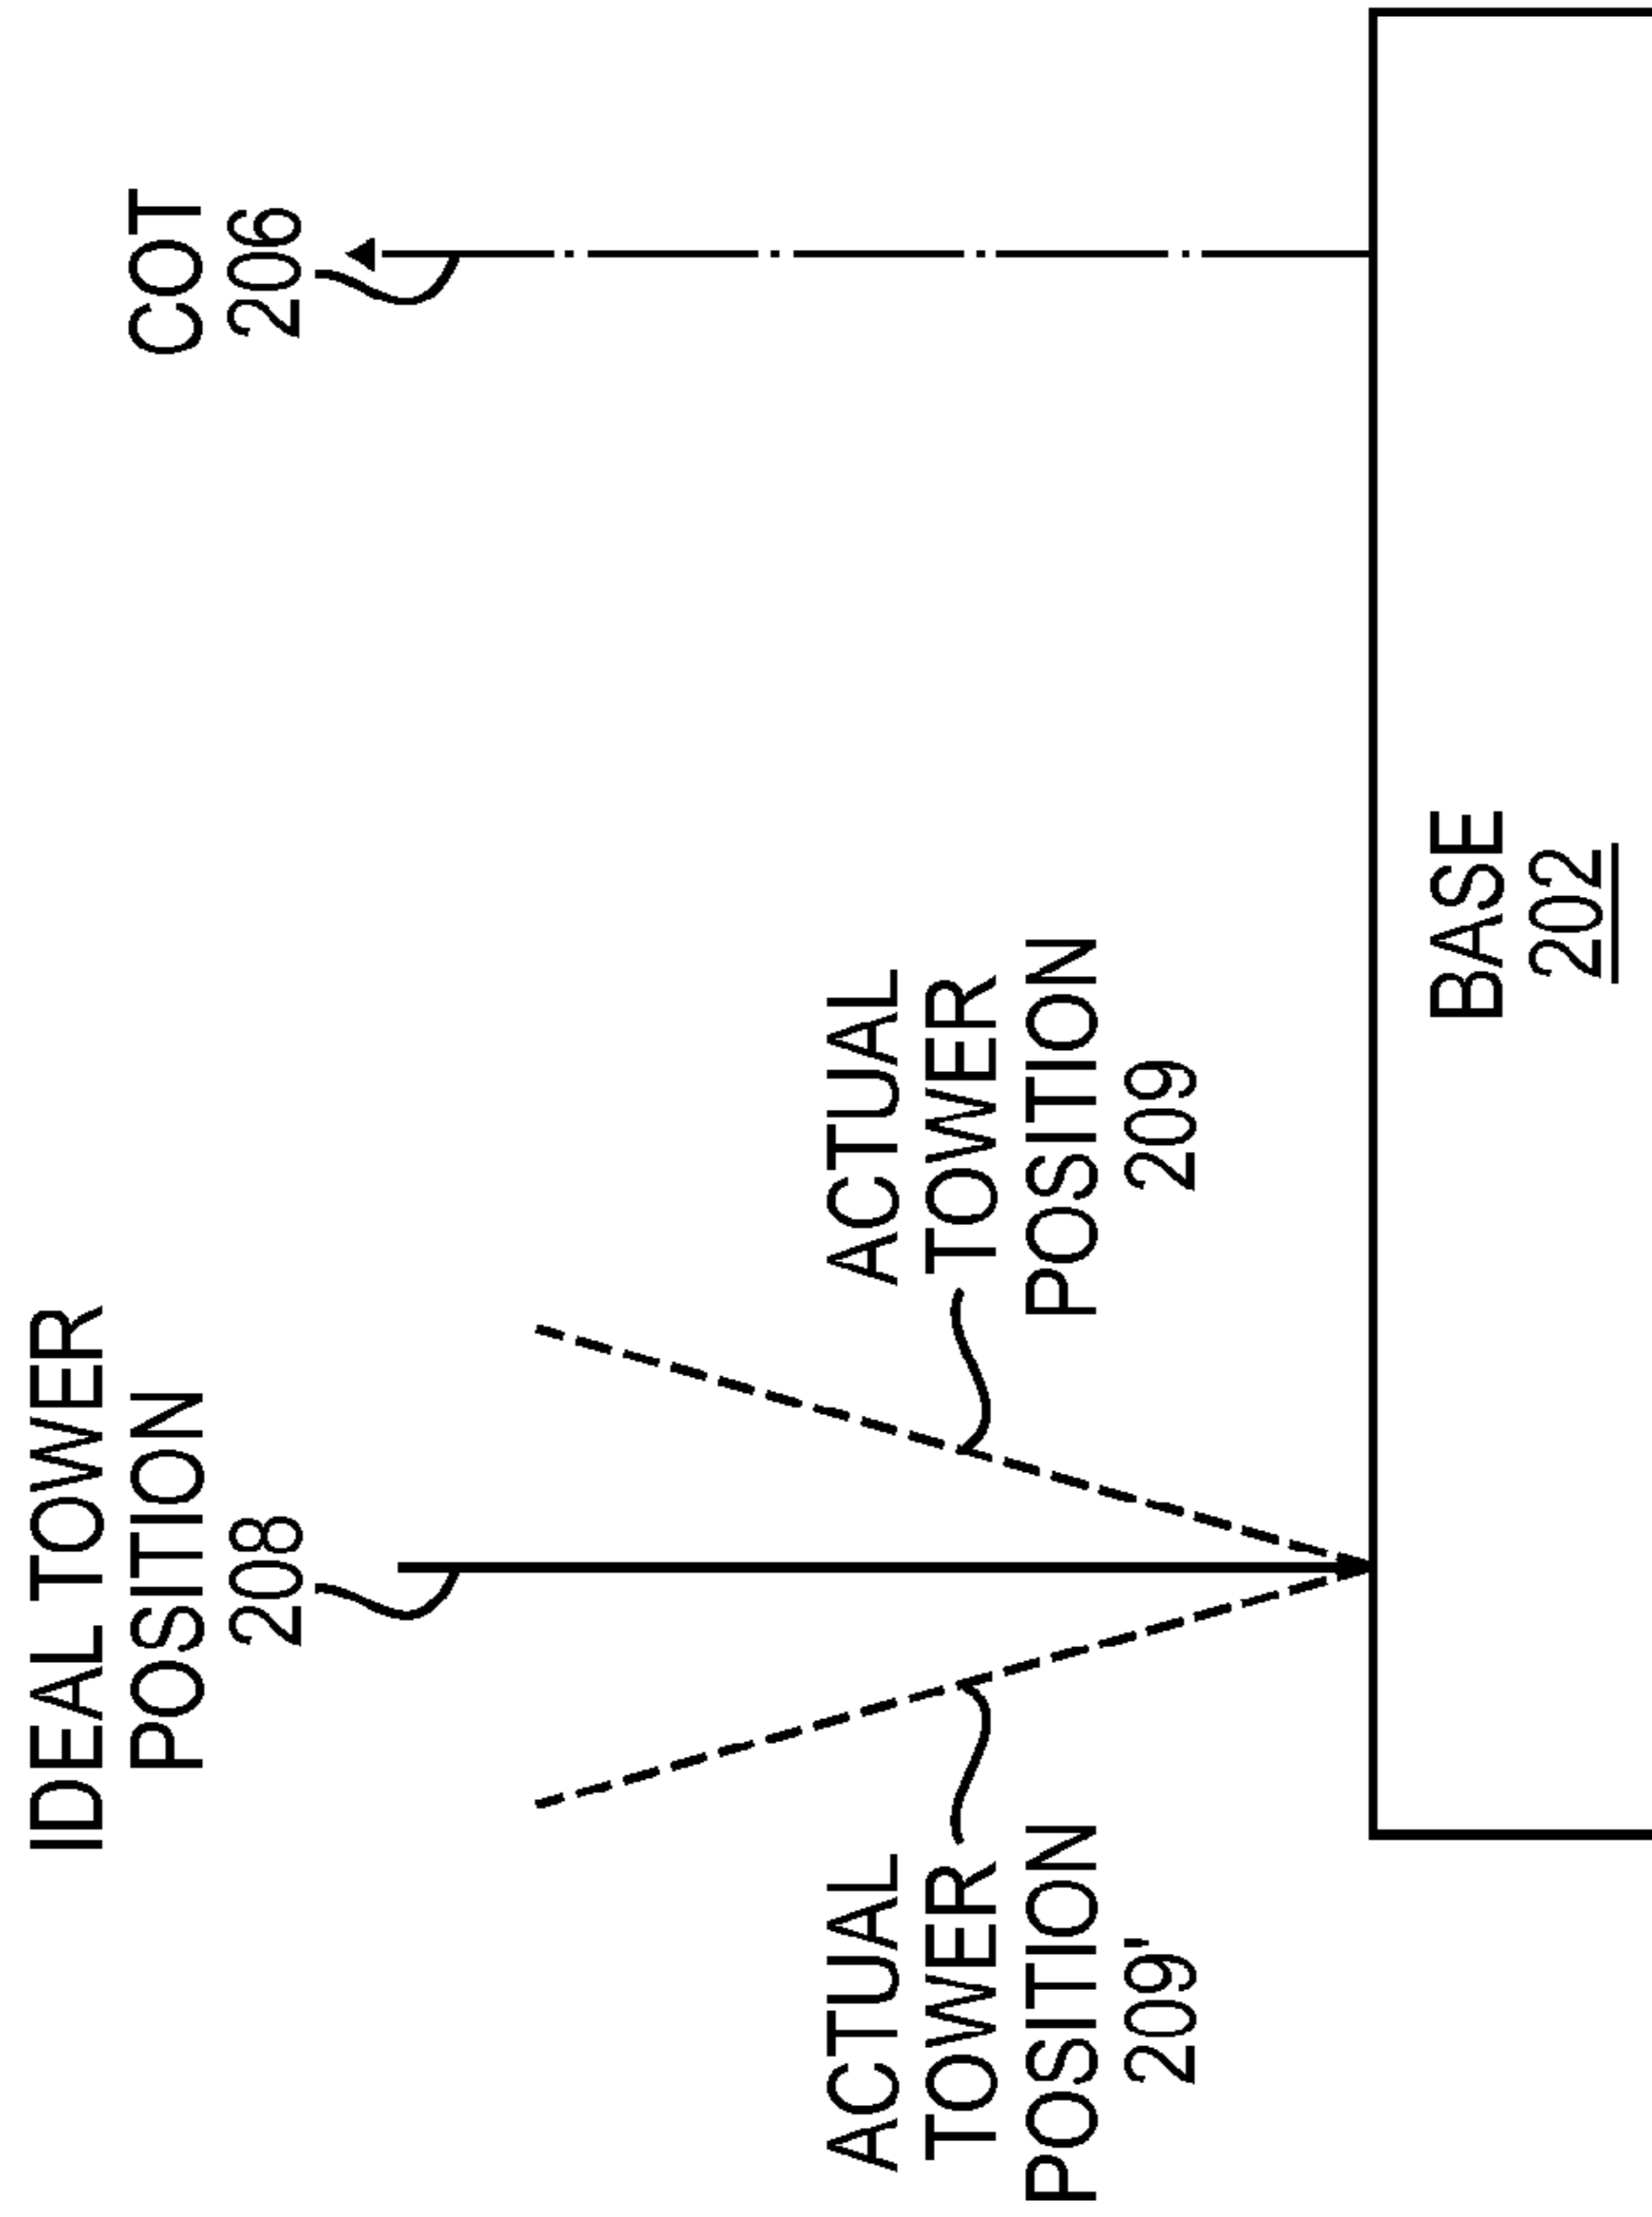 IDEAL TOWER
POSITION
208
COT
206
ACTUAL
TOWER
POSITION
209'
ACTUAL
TOWER
POSITION
209
BASE
202